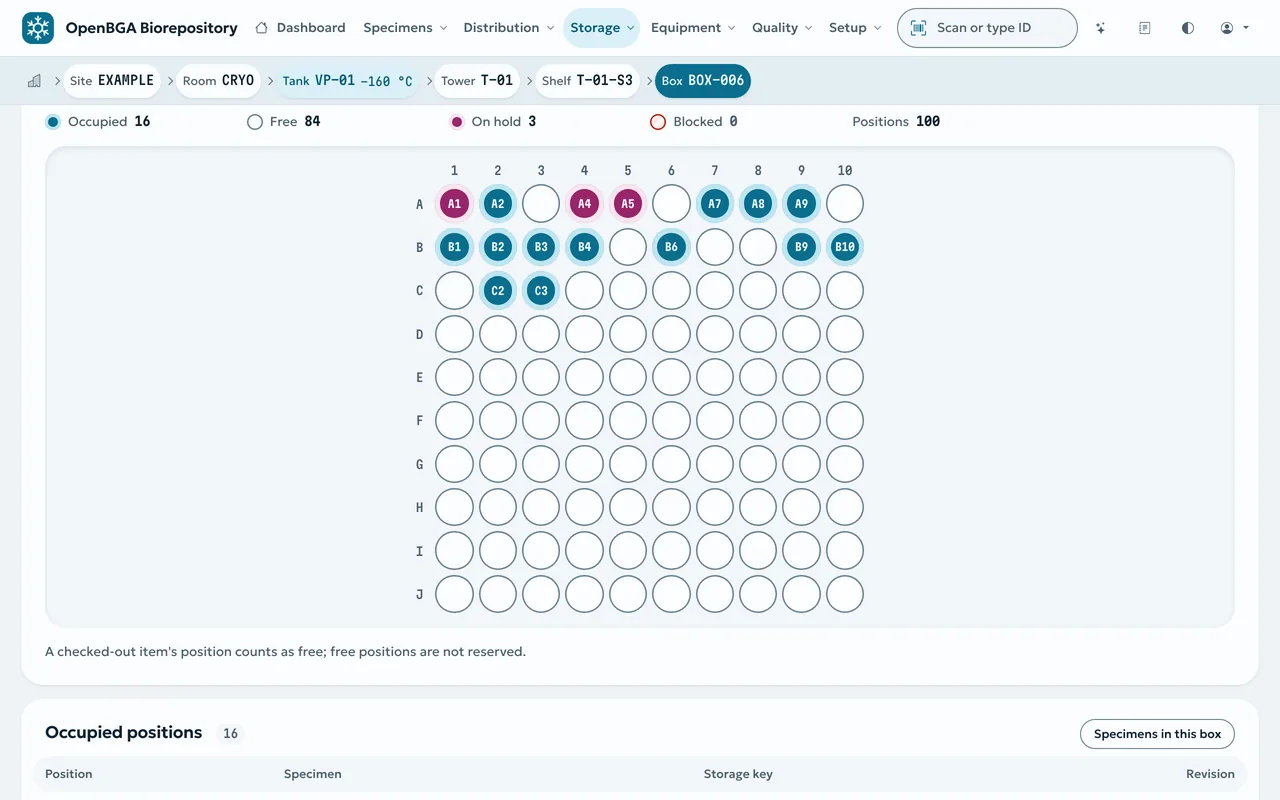 OpenBGA Biorepository Dashboard Specimens Distribution Storage Equipment Quality Setup Scan or type ID
Site EXAMPLE Room CRYO Tank VP-01 -160 °C Tower T-01 Shelf T-01-S3 Box BOX-006
Occupied 16 Free 84 On hold 3 Blocked 0 Positions 100
1 2 3 4 5 6 7 8 9 10
A A1 A2 A4 A5 A7 A8 A9
B B1 B2 B3 B4 B6 B9 B10
C C2 C3
D
E
F
G
H
I
J
A checked-out item's position counts as free; free positions are not reserved.
Occupied positions 16 Specimens in this box
Position Specimen Storage key Revision